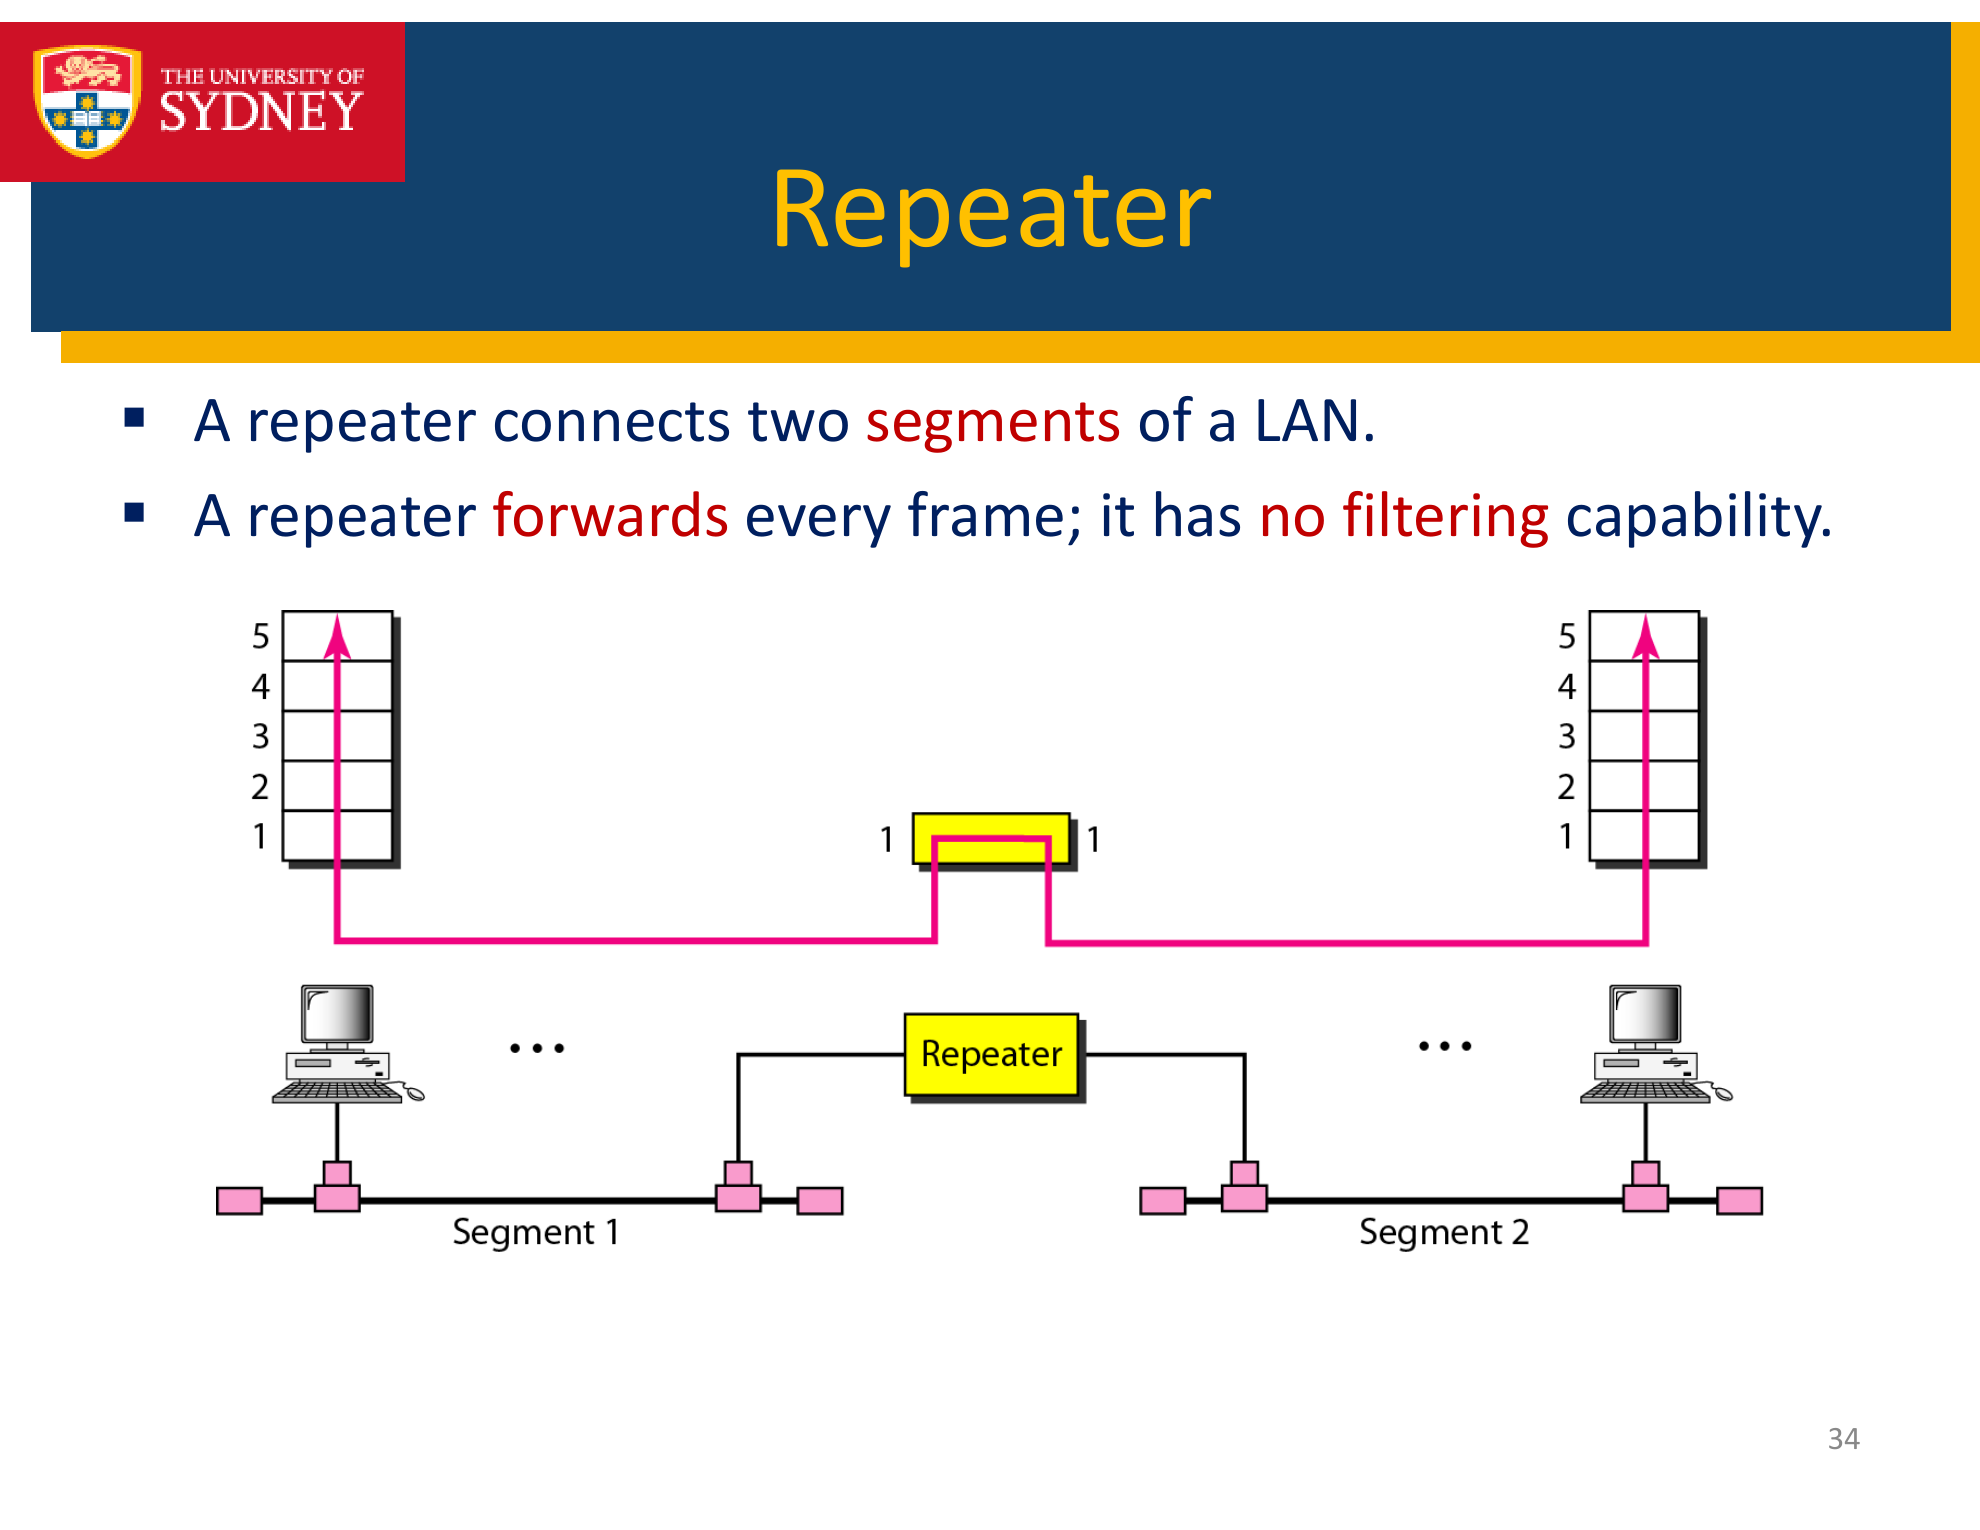 THE UNIVERSITY OF
SYDNEY
Repeater
▪ A repeater connects two segments of a LAN.
▪ A repeater forwards every frame; it has no filtering capability.
5
4
3
2
1
1
1
5
4
3
2
1
...
Repeater
...
Segment 1
Segment 2
34